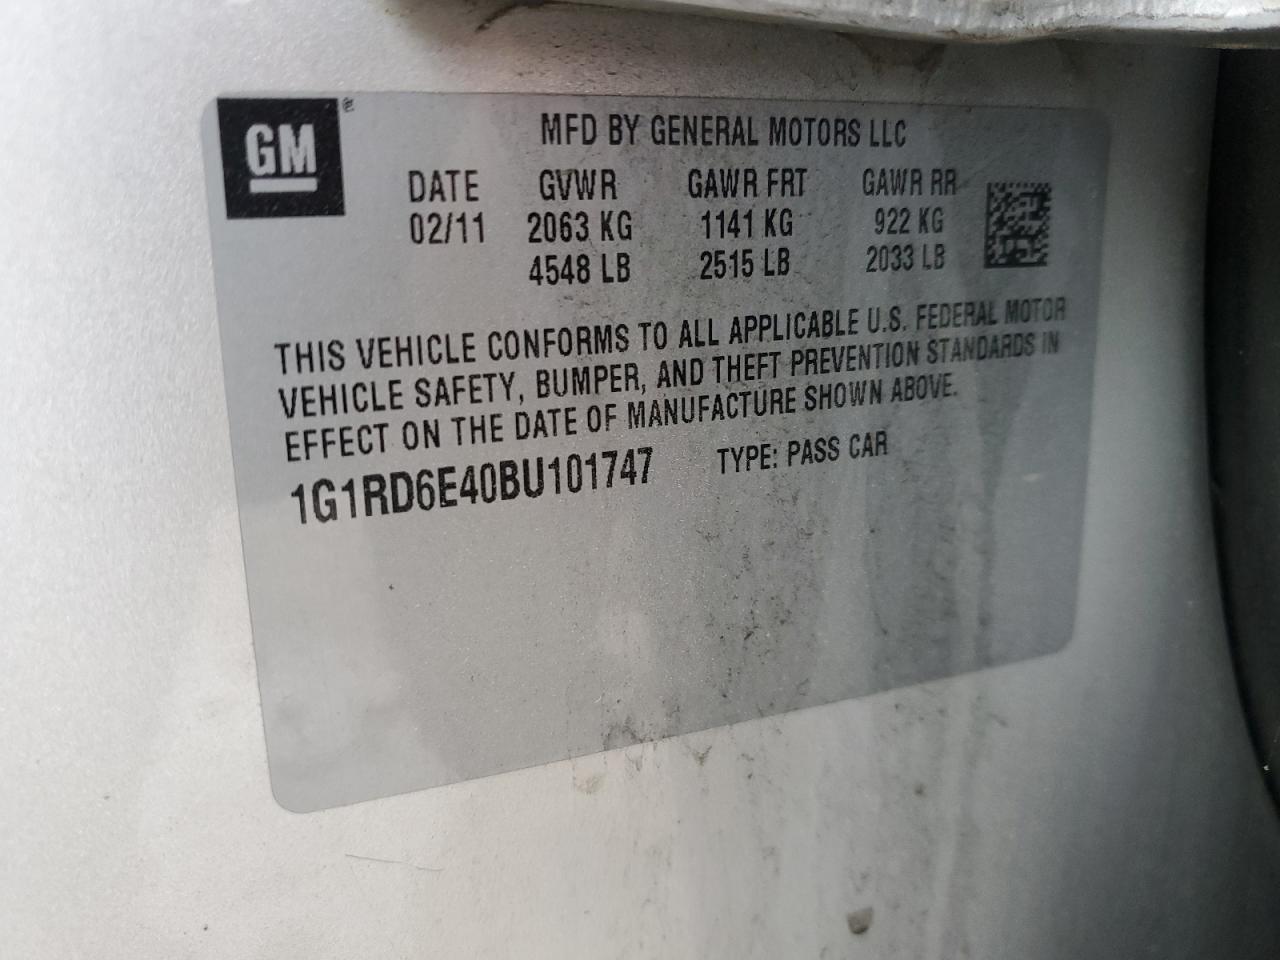 GM ®
MFD BY GENERAL MOTORS LLC
DATE GVWR GAWR FRT GAWR RR
02/11 2063 KG 1141 KG 922 KG
4548 LB 2515 LB 2033 LB
THIS VEHICLE CONFORMS TO ALL APPLICABLE U.S. FEDERAL MOTOR
VEHICLE SAFETY, BUMPER, AND THEFT PREVENTION STANDARDS IN
EFFECT ON THE DATE OF MANUFACTURE SHOWN ABOVE.
1G1RD6E40BU101747 TYPE: PASS CAR